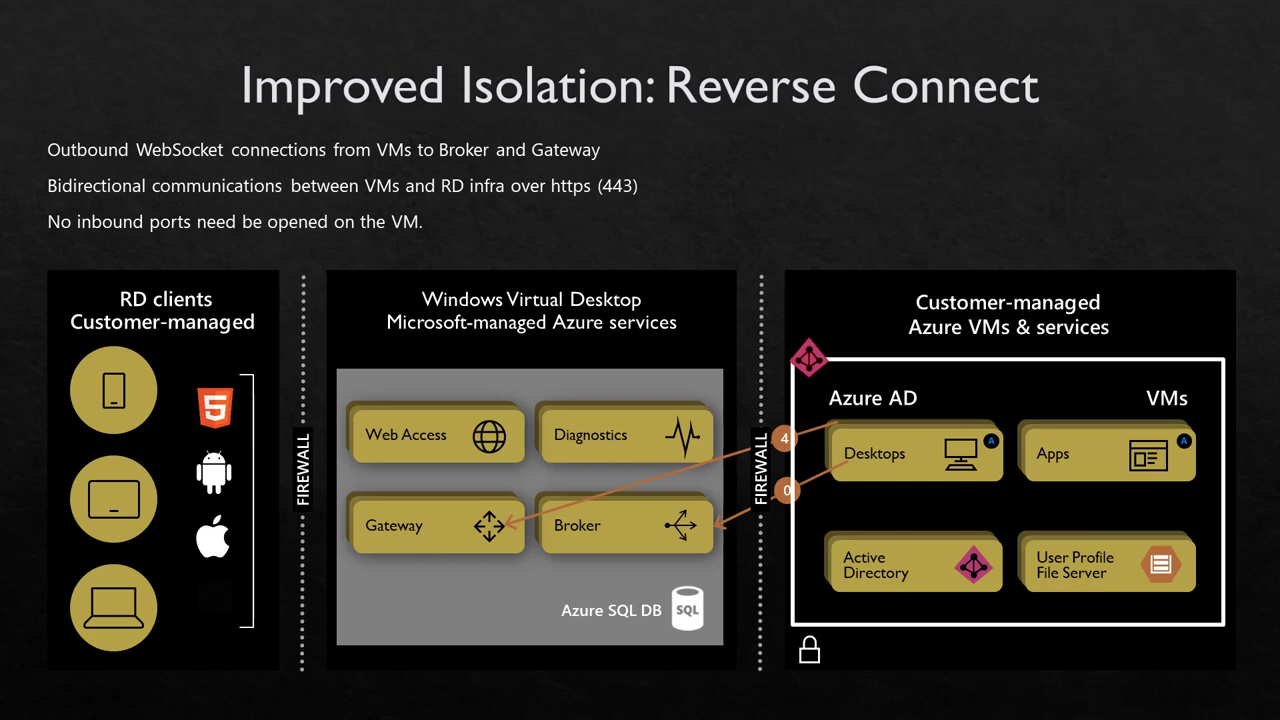 Improved Isolation: Reverse Connect
Outbound WebSocket connections from VMs to Broker and Gateway
Bidirectional communications between VMs and RD infra over https (443)
No inbound ports need be opened on the VM.
RD clients
Customer-managed
5
FIREWALL
Windows Virtual Desktop
Microsoft-managed Azure services
Web Access
Diagnostics
Gateway
Broker
Azure SQL DB
SQL
FIREWALL
4
0
Customer-managed
Azure VMs & services
Azure AD
VMs
Desktops
A
Apps
A
Active
Directory
User Profile
File Server